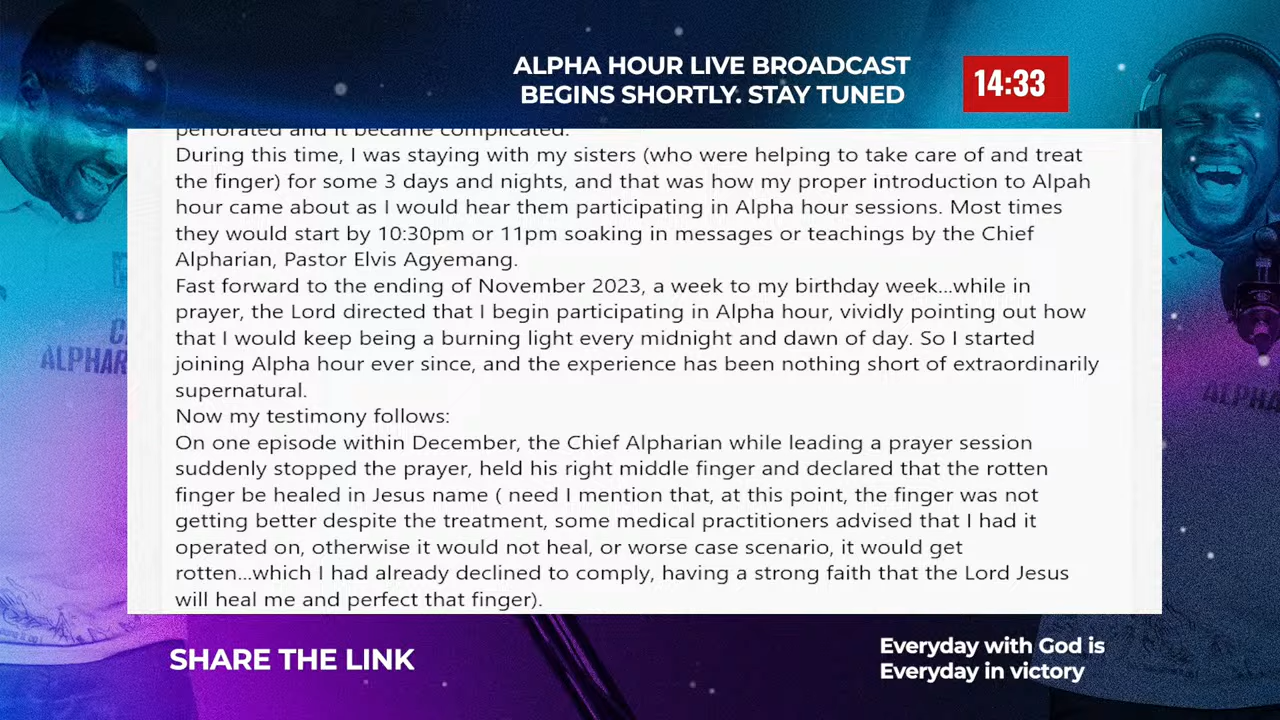 ALPHA HOUR LIVE BROADCAST
BEGINS SHORTLY. STAY TUNED
14:33
perforated and it became complicated.
During this time, I was staying with my sisters (who were helping to take care of and treat
the finger) for some 3 days and nights, and that was how my proper introduction to Alpah
hour came about as I would hear them participating in Alpha hour sessions. Most times
they would start by 10:30pm or 11pm soaking in messages or teachings by the Chief
Alpharian, Pastor Elvis Agyemang.
Fast forward to the ending of November 2023, a week to my birthday week...while in
prayer, the Lord directed that I begin participating in Alpha hour, vividly pointing out how
that I would keep being a burning light every midnight and dawn of day. So I started
joining Alpha hour ever since, and the experience has been nothing short of extraordinarily
supernatural.
Now my testimony follows:
On one episode within December, the Chief Alpharian while leading a prayer session
suddenly stopped the prayer, held his right middle finger and declared that the rotten
finger be healed in Jesus name ( need I mention that, at this point, the finger was not
getting better despite the treatment, some medical practitioners advised that I had it
operated on, otherwise it would not heal, or worse case scenario, it would get
rotten...which I had already declined to comply, having a strong faith that the Lord Jesus
will heal me and perfect that finger).
SHARE THE LINK
Everyday with God is
Everyday in victory